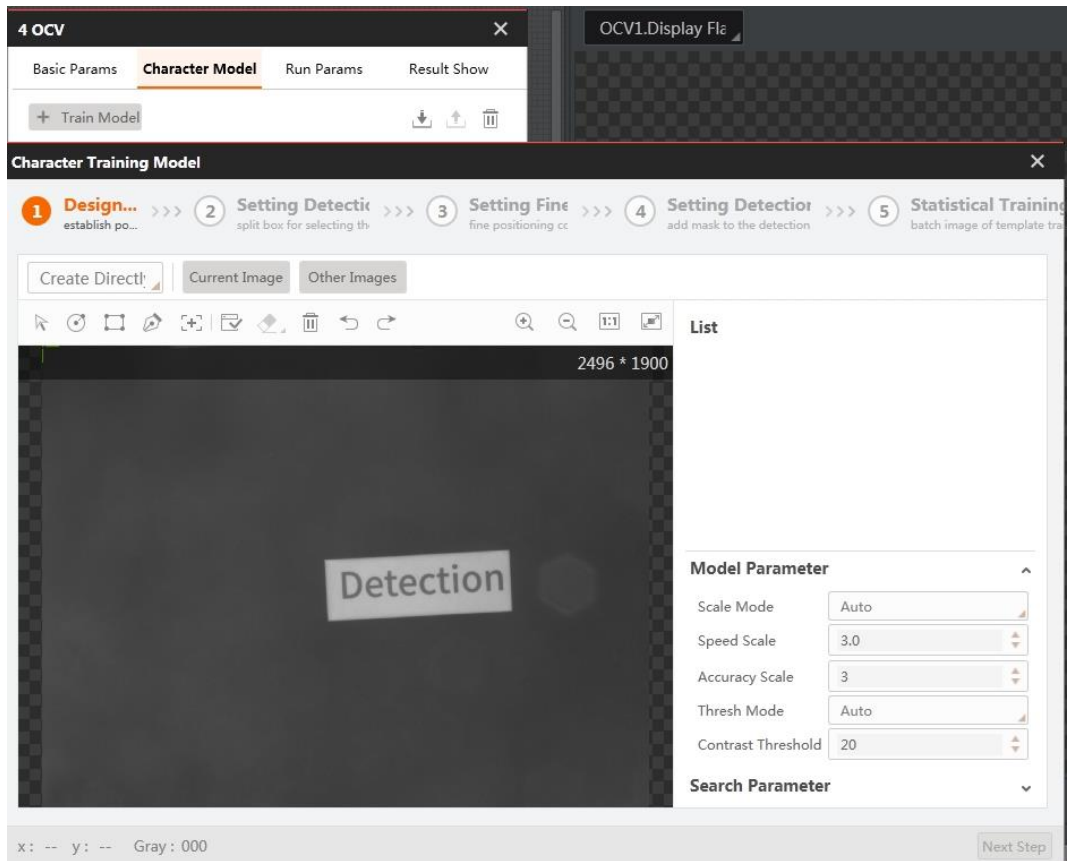 4 OCV
OCV1.Display Fla
Basic Params Character Model Run Params Result Show
+ Train Model
Character Training Model
1 Design... >>> 2 Setting Detectic >>> 3 Setting Fine >>> 4 Setting Detection >>> 5 Statistical Training
establish po... split box for selecting th fine positioning cc add mask to the detection batch image of template tra
Create Directly Current Image Other Images
1:1
List
2496 * 1900
Detection
Model Parameter
Scale Mode Auto
Speed Scale 3.0
Accuracy Scale 3
Thresh Mode Auto
Contrast Threshold 20
Search Parameter
x: -- y: -- Gray: 000
Next Step